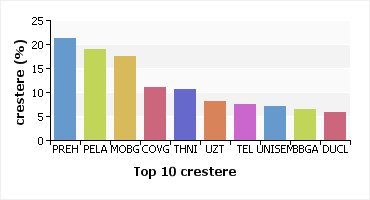 crestere (%)
25
20
15
10
5
0
PREH PELA MOBG COVG THNI UZT TEL UNISEM BBGA DUCL
Top 10 crestere